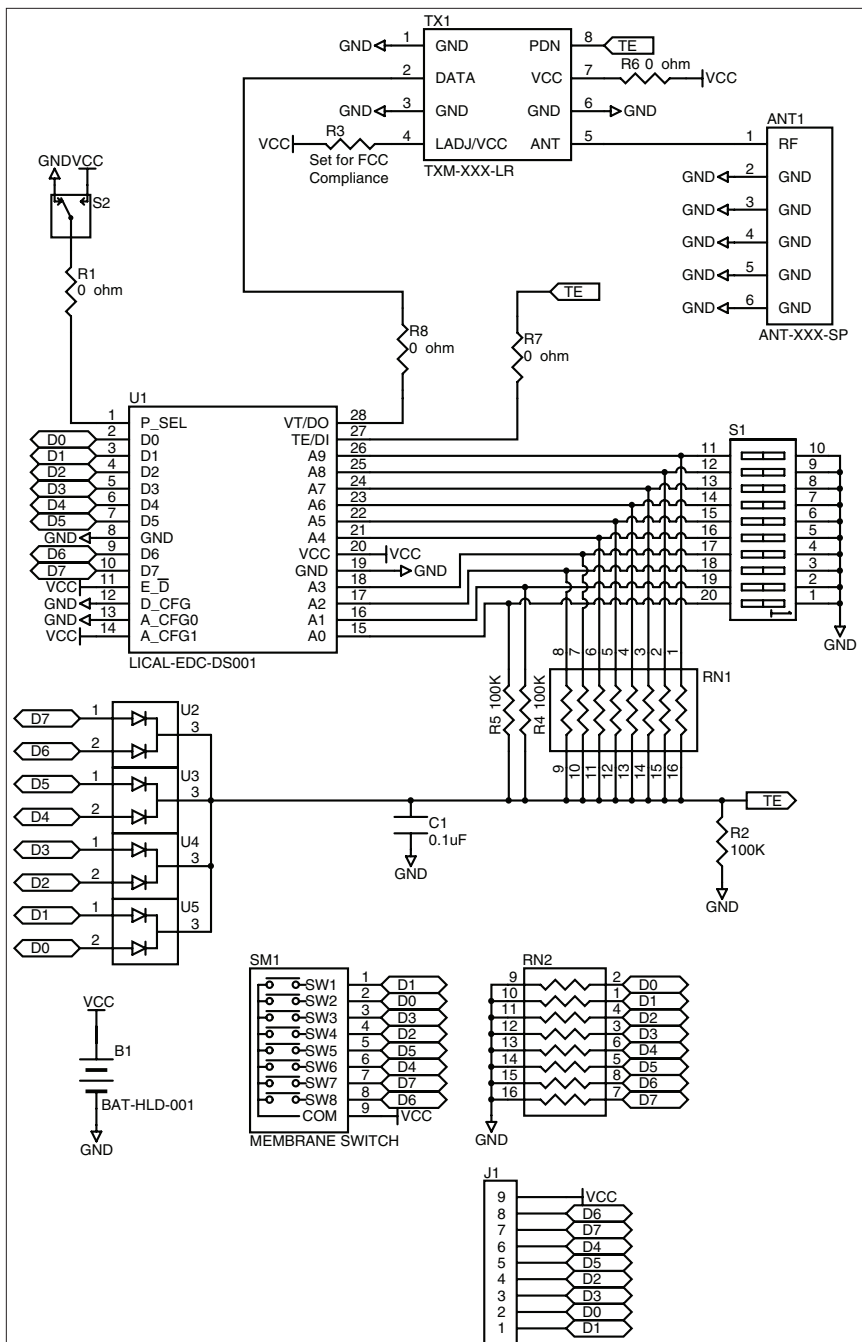 TX1
GND 1 GND PDN 8 TE
2 DATA VCC 7 R6 0 ohm VCC
GND 3 GND GND 6 GND
VCC R3 4 LADJ/VCC ANT 5
Set for FCC
Compliance
TXM-XXX-LR
ANT1
1 RF
GND 2 GND
GND 3 GND
GND 4 GND
GND 5 GND
GND 6 GND
ANT-XXX-SP
GND VCC
S2
R1
0 ohm
R8
0 ohm
TE
R7
0 ohm
U1
1 P_SEL VT/DO 28
D0 2 D0 TE/DI 27
D1 3 D1 A9 26
D2 4 D2 A8 25
D3 5 D3 A7 24
D4 6 D4 A6 23
D5 7 D5 A5 22
GND 8 GND A4 21
D6 9 D6 VCC 20 VCC
D7 10 D7 GND 19 GND
VCC 11 E_D A3 18
GND 12 D_CFG A2 17
GND 13 A_CFG0 A1 16
VCC 14 A_CFG1 A0 15
LICAL-EDC-DS001
S1
11 10
12 9
13 8
14 7
15 6
16 5
17 4
18 3
19 2
20 1
GND
R5 100K
R4 100K
8 7 6 5 4 3 2 1
RN1
9 10 11 12 13 14 15 16
D7 1 U2
3
D6 2
D5 1 U3
3
D4 2
D3 1 U4
3
D2 2
D1 1 U5
3
D0 2
C1
0.1uF
GND
TE
R2
100K
GND
VCC
B1
BAT-HLD-001
GND
SM1
SW1 1 D1
SW2 2 D0
SW3 3 D3
SW4 4 D2
SW5 5 D5
SW6 6 D4
SW7 7 D7
SW8 8 D6
COM 9 VCC
MEMBRANE SWITCH
RN2
9 2 D0
10 1 D1
11 4 D2
12 3 D3
13 6 D4
14 5 D5
15 8 D6
16 7 D7
GND
J1
9 VCC
8 D6
7 D7
6 D4
5 D5
4 D2
3 D3
2 D0
1 D1